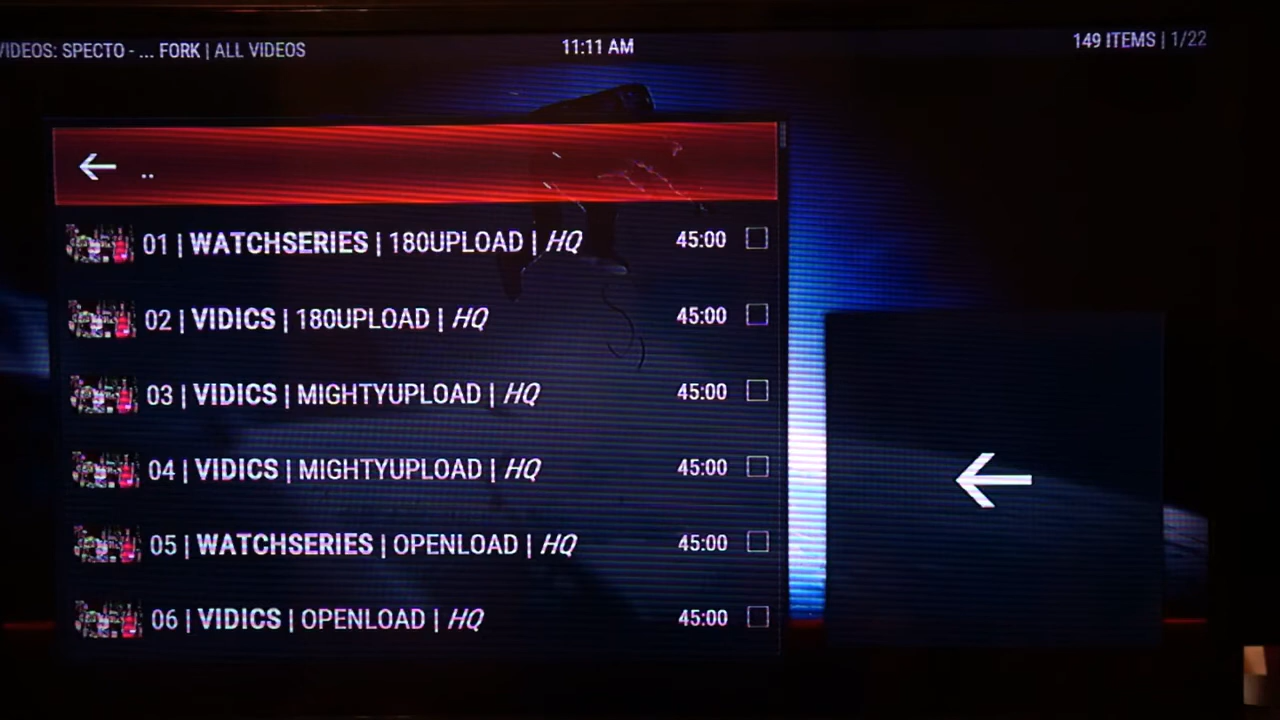 VIDEOS: SPECTO - ... FORK | ALL VIDEOS
11:11 AM
149 ITEMS | 1/22
..
01 | WATCHSERIES | 180UPLOAD | HQ 45:00
02 | VIDICS | 180UPLOAD | HQ 45:00
03 | VIDICS | MIGHTYUPLOAD | HQ 45:00
04 | VIDICS | MIGHTYUPLOAD | HQ 45:00
05 | WATCHSERIES | OPENLOAD | HQ 45:00
06 | VIDICS | OPENLOAD | HQ 45:00